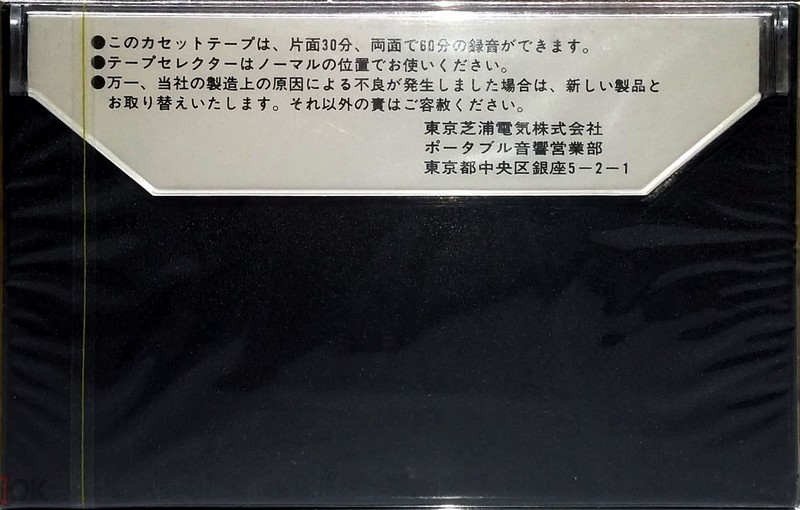 ●このカセットテープは、片面30分、両面で60分の録音ができます。
●テープセレクターはノーマルの位置でお使いください。
●万一、当社の製造上の原因による不良が発生しました場合は、新しい製品と
お取り替えいたします。それ以外の責はご容赦ください。
東京芝浦電気株式会社
ポータブル音響営業部
東京都中央区銀座5-2-1
OK